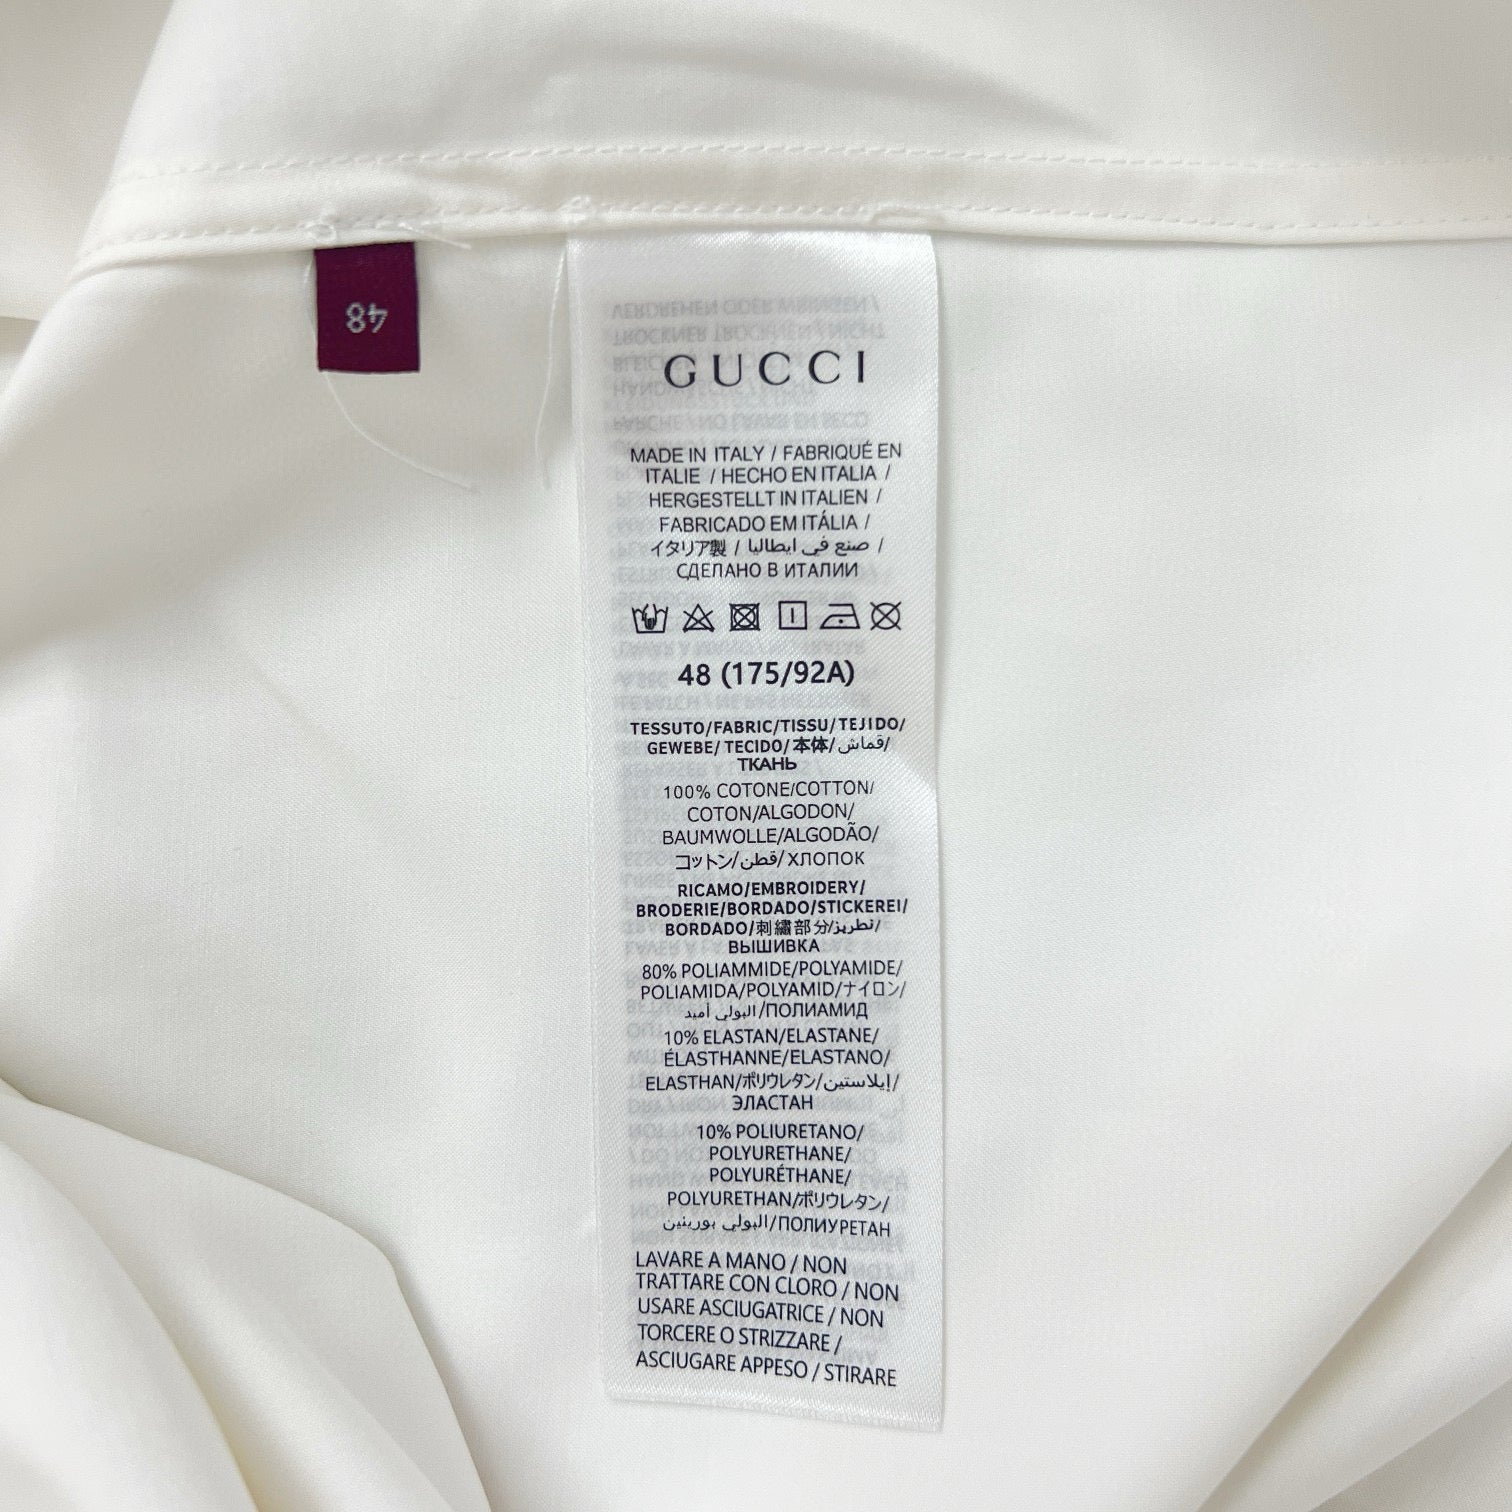 48
GUCCI
MADE IN ITALY / FABRIQUÉ EN
ITALIE / HECHO EN ITALIA /
HERGESTELLT IN ITALIEN /
FABRICADO EM ITÁLIA /
イタリア製 / صنع في ايطاليا /
СДЕЛАНО В ИТАЛИИ
48 (175/92A)
TESSUTO/FABRIC/TISSU/TEJIDO/
GEWEBE/TECIDO/本体/قماش/
ТКАНЬ
100% COTONE/COTTON/
COTON/ALGODON/
BAUMWOLLE/ALGODÃO/
コットン/قطن/ХЛОПОК
RICAMO/EMBROIDERY/
BRODERIE/BORDADO/STICKEREI/
BORDADO/刺繍部分/تطريز/
ВЫШИВКА
80% POLIAMMIDE/POLYAMIDE/
POLIAMIDA/POLYAMID/ナイロン/
البولي أميد/ПОЛИАМИД
10% ELASTAN/ELASTANE/
ÉLASTHANNE/ELASTANO/
ELASTHAN/ポリウレタン/إيلاستين/
ЭЛАСТАН
10% POLIURETANO/
POLYURETHANE/
POLYURÉTHANE/
POLYURETHAN/ポリウレタン/
البولي يوريثين/ПОЛИУРЕТАН
LAVARE A MANO / NON
TRATTARE CON CLORO / NON
USARE ASCIUGATRICE / NON
TORCERE O STRIZZARE /
ASCIUGARE APPESO / STIRARE